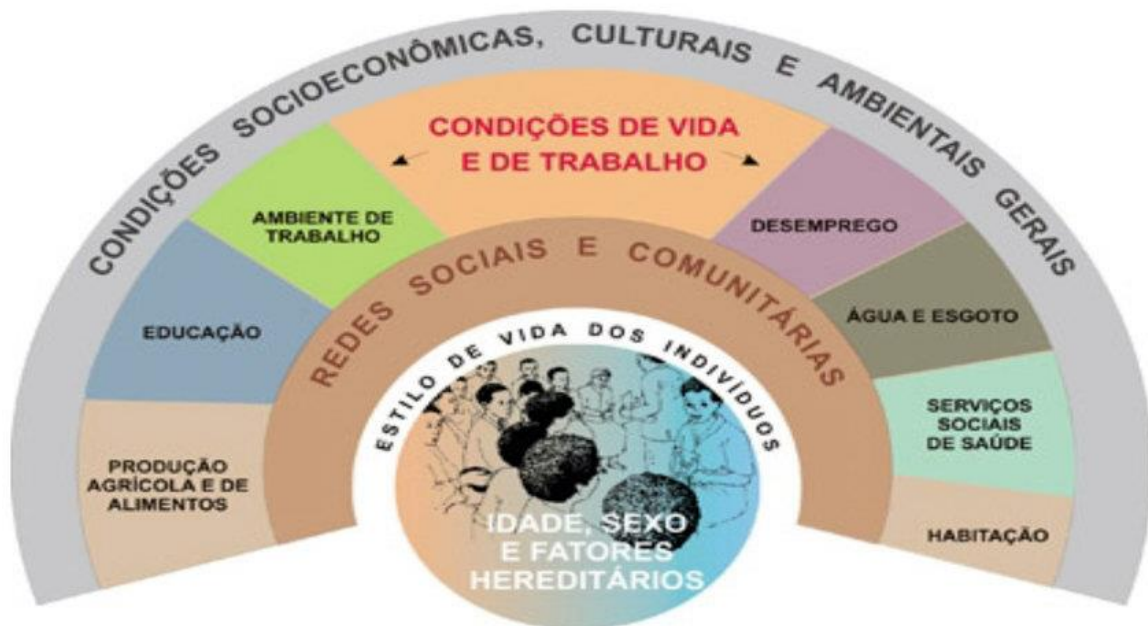 CONDIÇÕES SOCIOECONÔMICAS, CULTURAIS E AMBIENTAIS GERAIS
CONDIÇÕES DE VIDA
E DE TRABALHO
AMBIENTE DE
TRABALHO
DESEMPREGO
EDUCAÇÃO
ÁGUA E ESGOTO
PRODUÇÃO
AGRÍCOLA E DE
ALIMENTOS
SERVIÇOS
SOCIAIS
DE SAÚDE
HABITAÇÃO
REDES SOCIAIS E COMUNITÁRIAS
ESTILO DE VIDA DOS INDIVÍDUOS
IDADE, SEXO
E FATORES
HEREDITÁRIOS